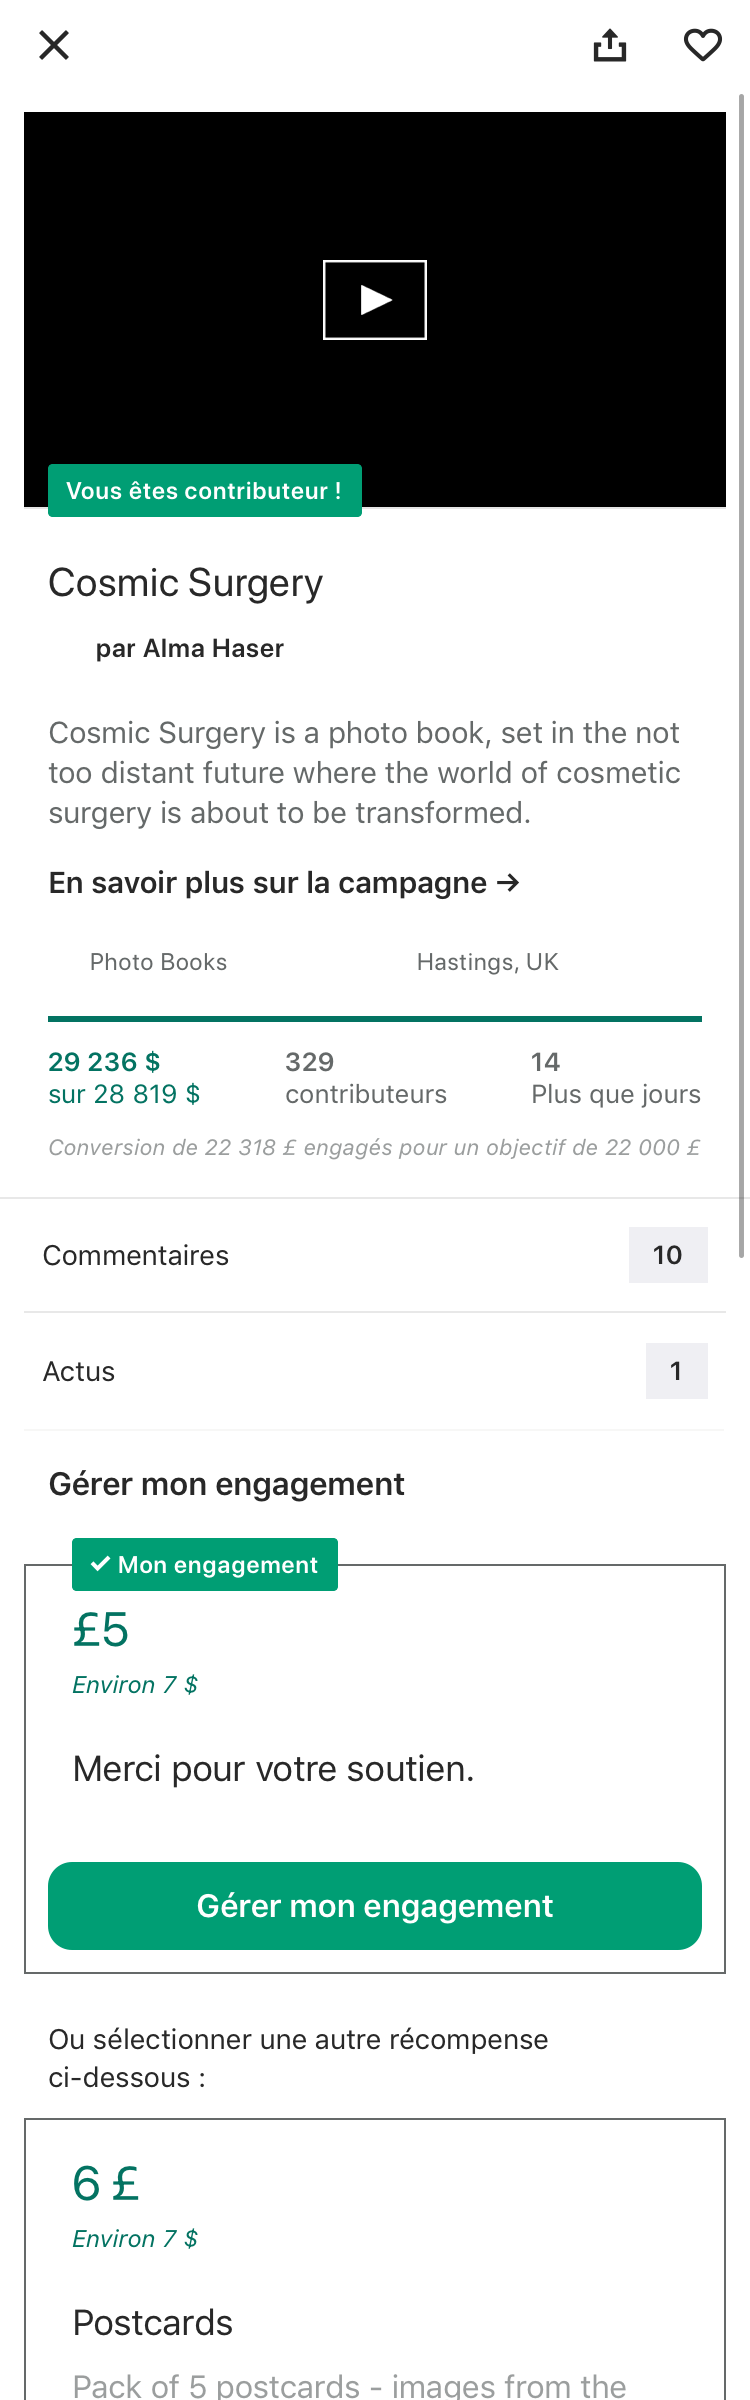 Vous êtes contributeur !
Cosmic Surgery
par Alma Haser
Cosmic Surgery is a photo book, set in the not
too distant future where the world of cosmetic
surgery is about to be transformed.
En savoir plus sur la campagne →
Photo Books
Hastings, UK
29 236 $
sur 28 819 $
329
contributeurs
14
Plus que jours
Conversion de 22 318 £ engagés pour un objectif de 22 000 £
Commentaires
10
Actus
1
Gérer mon engagement
Mon engagement
£5
Environ 7 $
Merci pour votre soutien.
Gérer mon engagement
Ou sélectionner une autre récompense
ci-dessous :
6 £
Environ 7 $
Postcards
Pack of 5 postcards - images from the